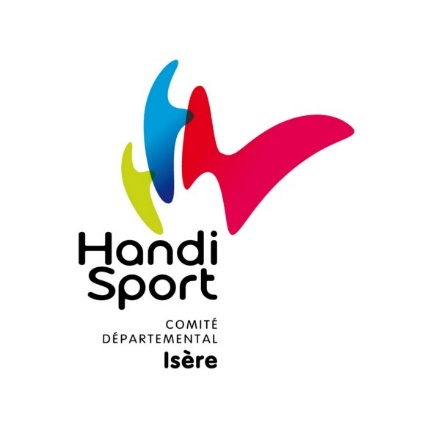 Handi
Sport
COMITÉ
DÉPARTEMENTAL
Isère